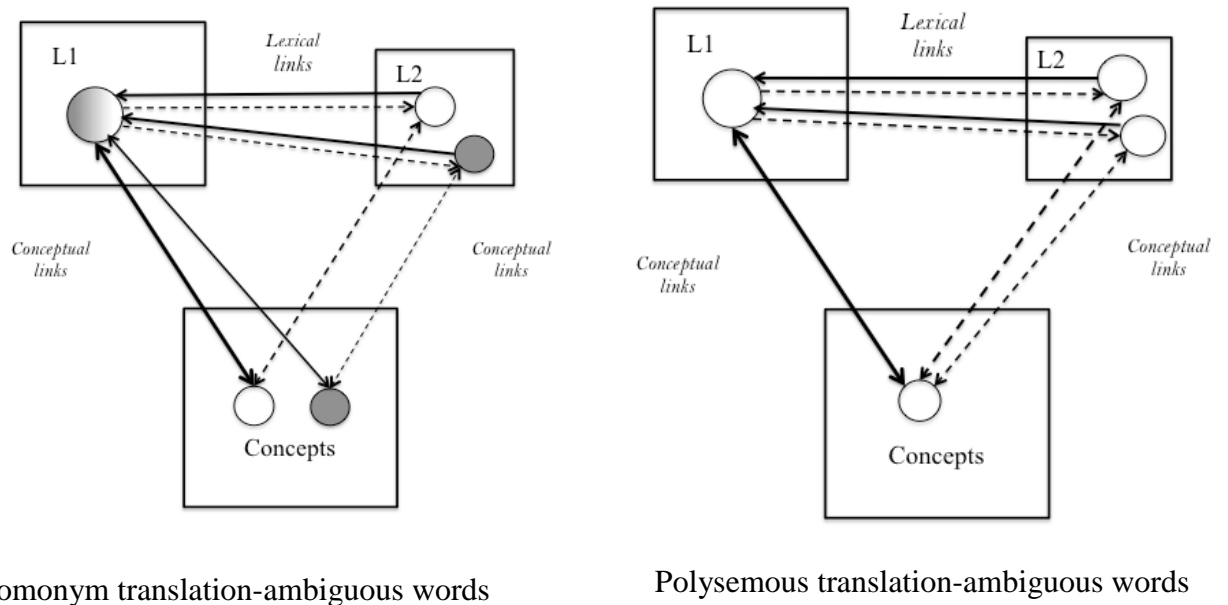 L1
Lexical
links
L2
Conceptual
links
Conceptual
links
Concepts
omonym translation-ambiguous words
L1
Lexical
links
L2
Conceptual
links
Conceptual
links
Concepts
Polysemous translation-ambiguous words